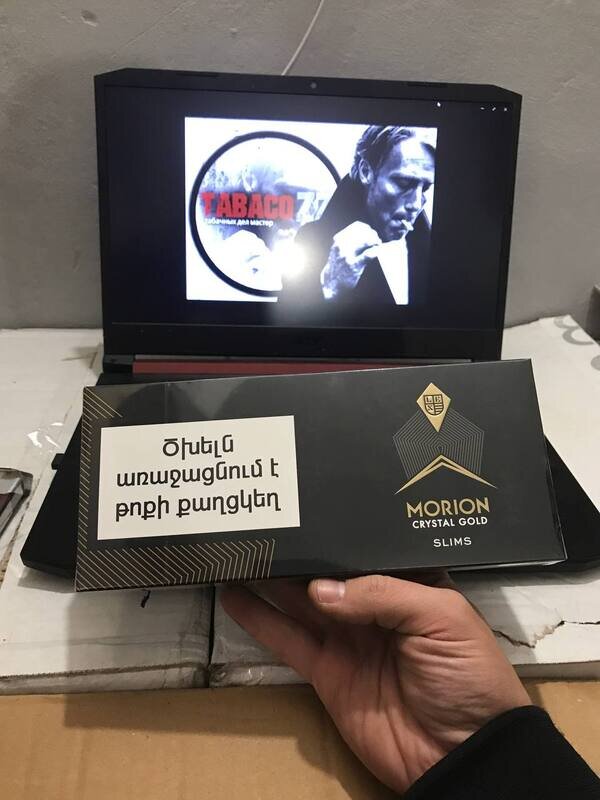 TABACO
табачных дел мастер
Ծխելն
առաջացնում է
թոքի քաղցկեղ
MORION
CRYSTAL GOLD
SLIMS